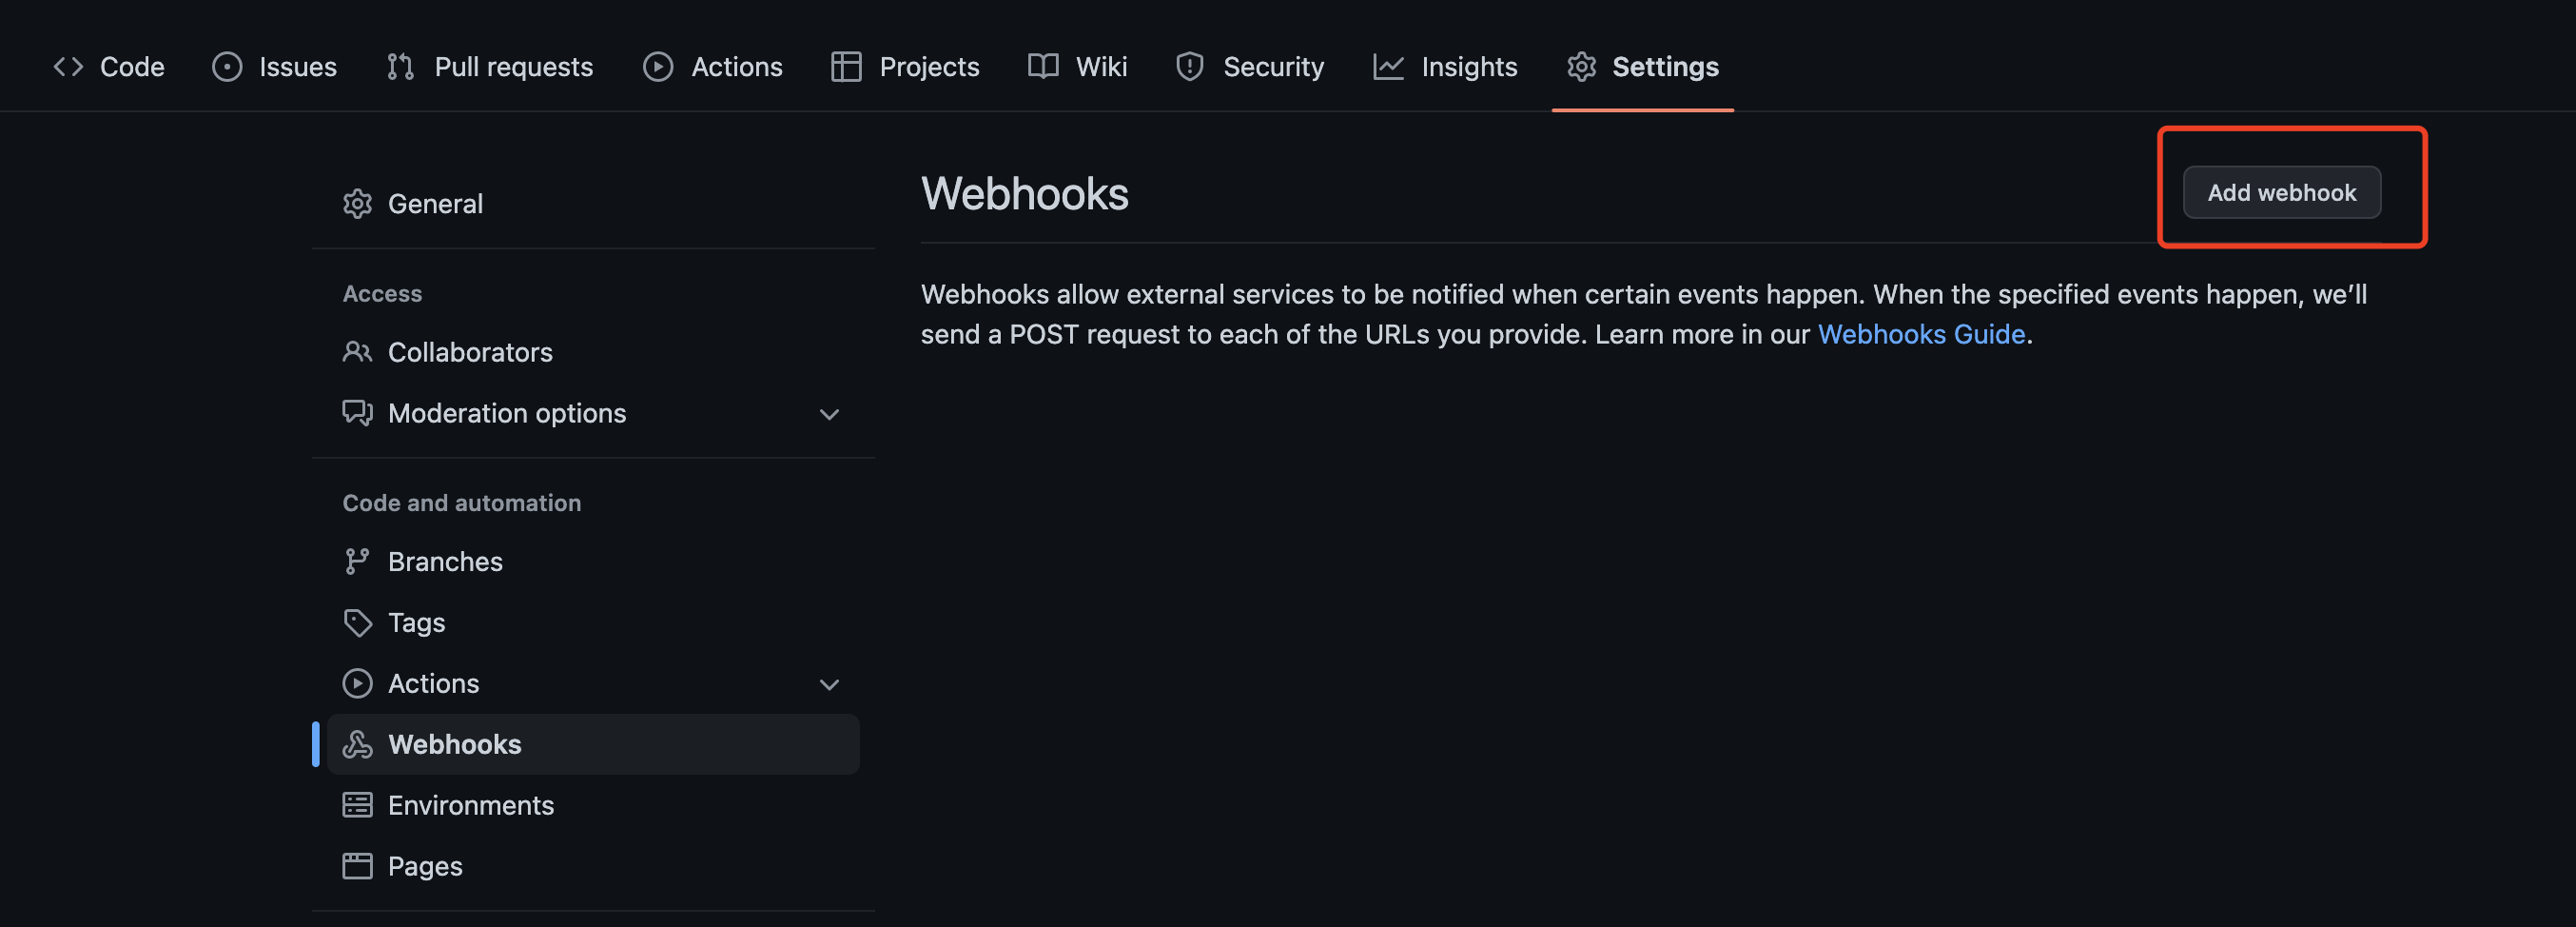 Code Issues Pull requests Actions Projects Wiki Security Insights Settings
General
Access
Collaborators
Moderation options
Code and automation
Branches
Tags
Actions
Webhooks
Environments
Pages
Webhooks
Add webhook
Webhooks allow external services to be notified when certain events happen. When the specified events happen, we’ll
send a POST request to each of the URLs you provide. Learn more in our Webhooks Guide.